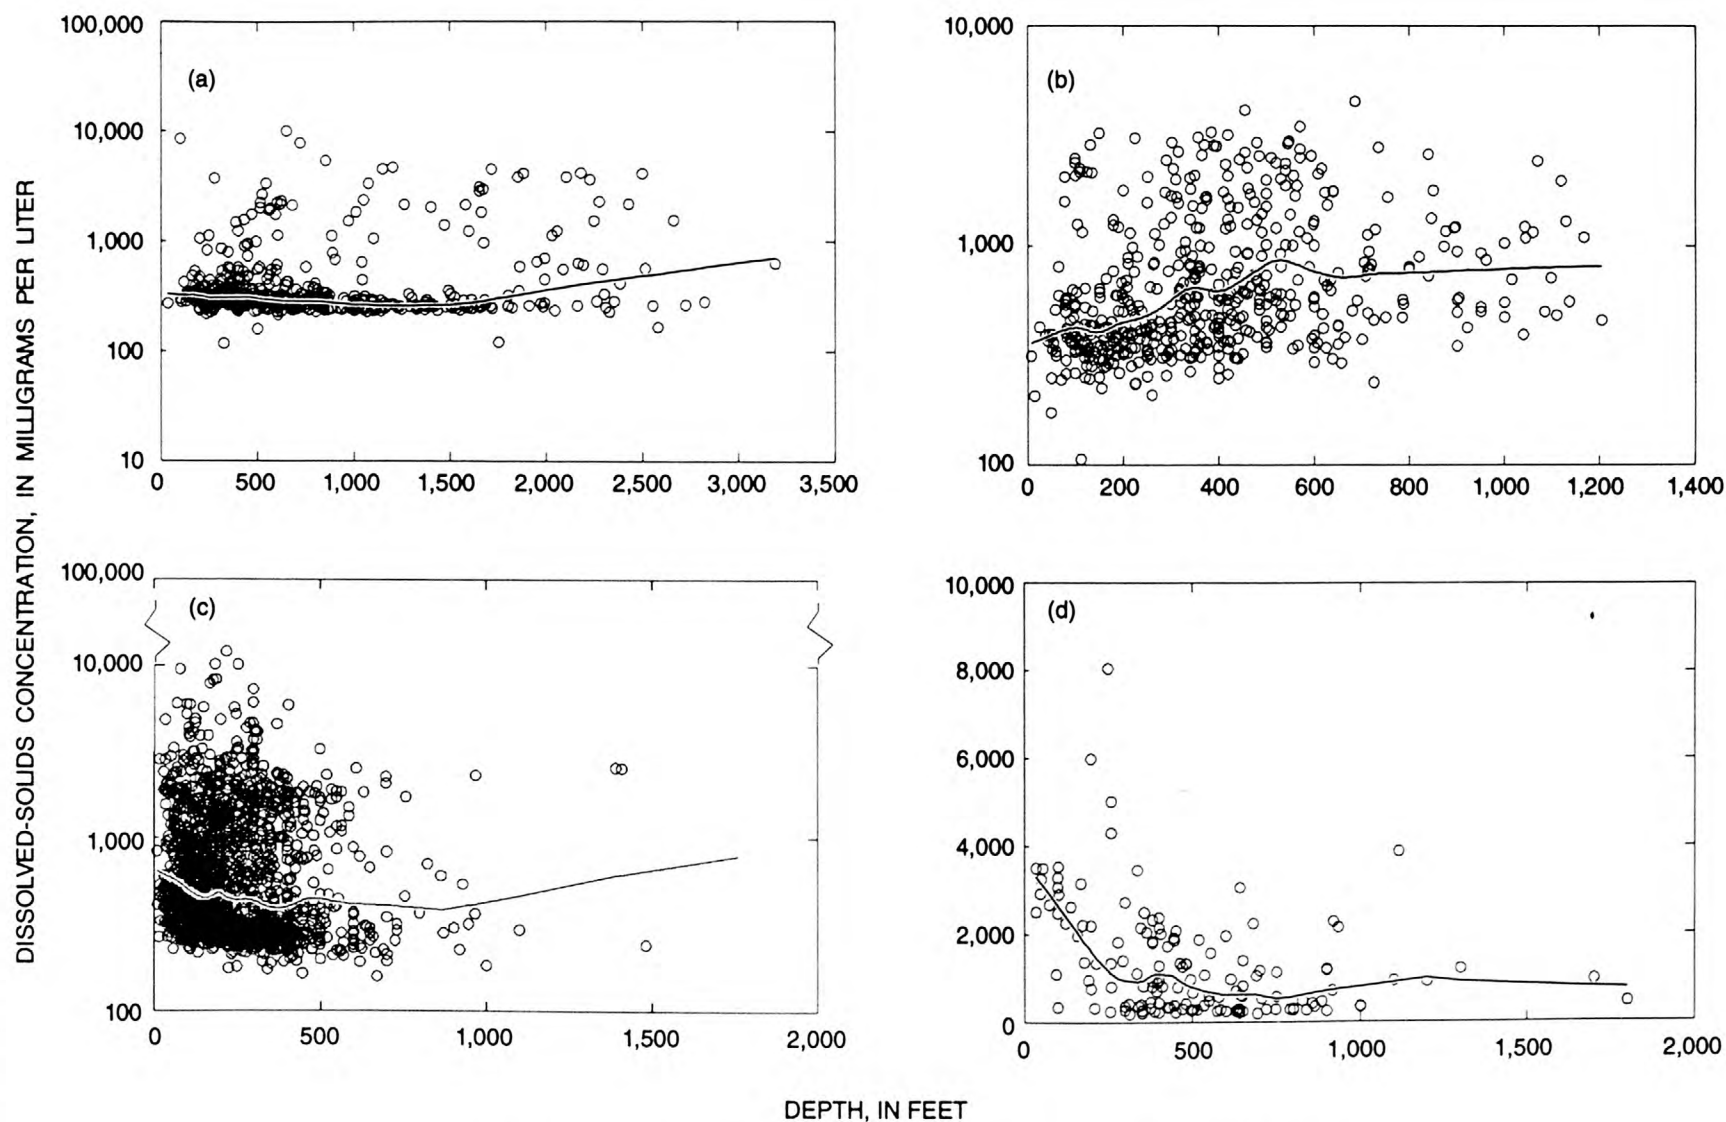 DISSOLVED-SOLIDS CONCENTRATION, IN MILLIGRAMS PER LITER
(a)
100,000
10,000
1,000
100
10
0 500 1,000 1,500 2,000 2,500 3,000 3,500
(b)
10,000
1,000
100
0 200 400 600 800 1,000 1,200 1,400
(c)
100,000
10,000
1,000
100
0 500 1,000 1,500 2,000
(d)
10,000
8,000
6,000
4,000
2,000
0
0 500 1,000 1,500 2,000
DEPTH, IN FEET